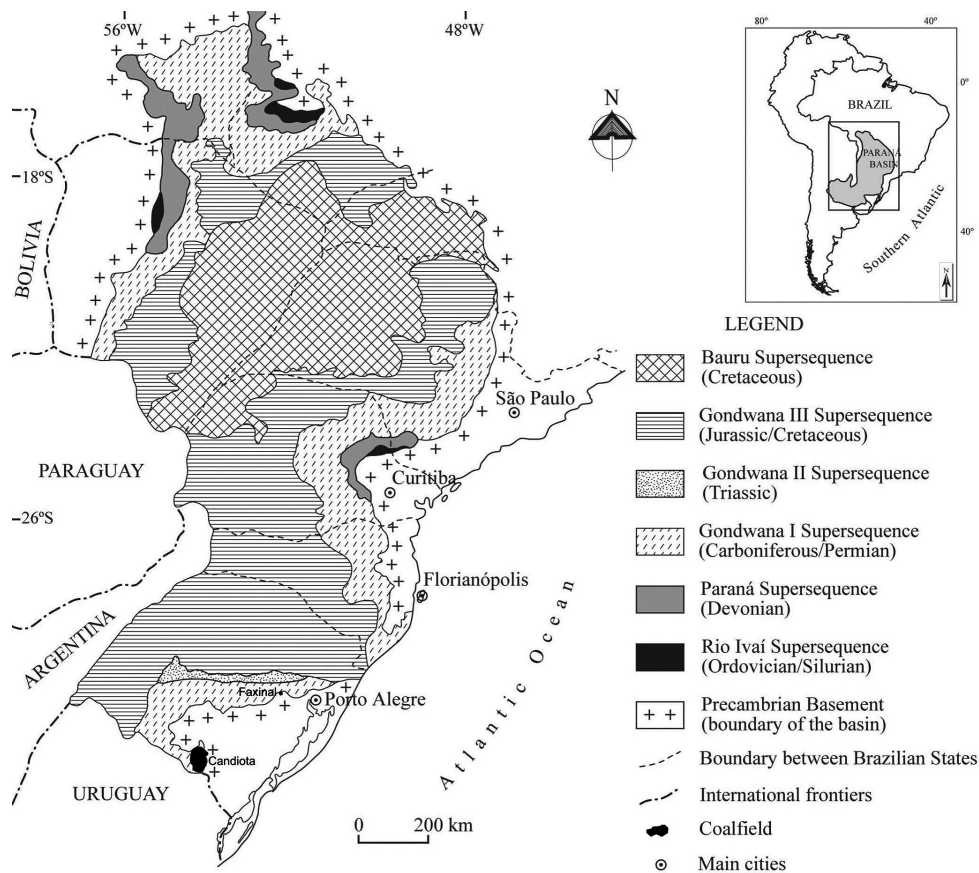 56ºW
48ºW
18ºS
26ºS
BOLIVIA
PARAGUAY
ARGENTINA
URUGUAY
São Paulo
Curitiba
Florianópolis
Porto Alegre
Faxinal
Candiota
Atlantic Ocean
N
0 200 km
80º
40º
0º
40º
BRAZIL
PARANÁ
BASIN
Southern Atlantic
N
LEGEND
Bauru Supersequence
(Cretaceous)
Gondwana III Supersequence
(Jurassic/Cretaceous)
Gondwana II Supersequence
(Triassic)
Gondwana I Supersequence
(Carboniferous/Permian)
Paraná Supersequence
(Devonian)
Rio Ivaí Supersequence
(Ordovician/Silurian)
Precambrian Basement
(boundary of the basin)
Boundary between Brazilian States
International frontiers
Coalfield
Main cities